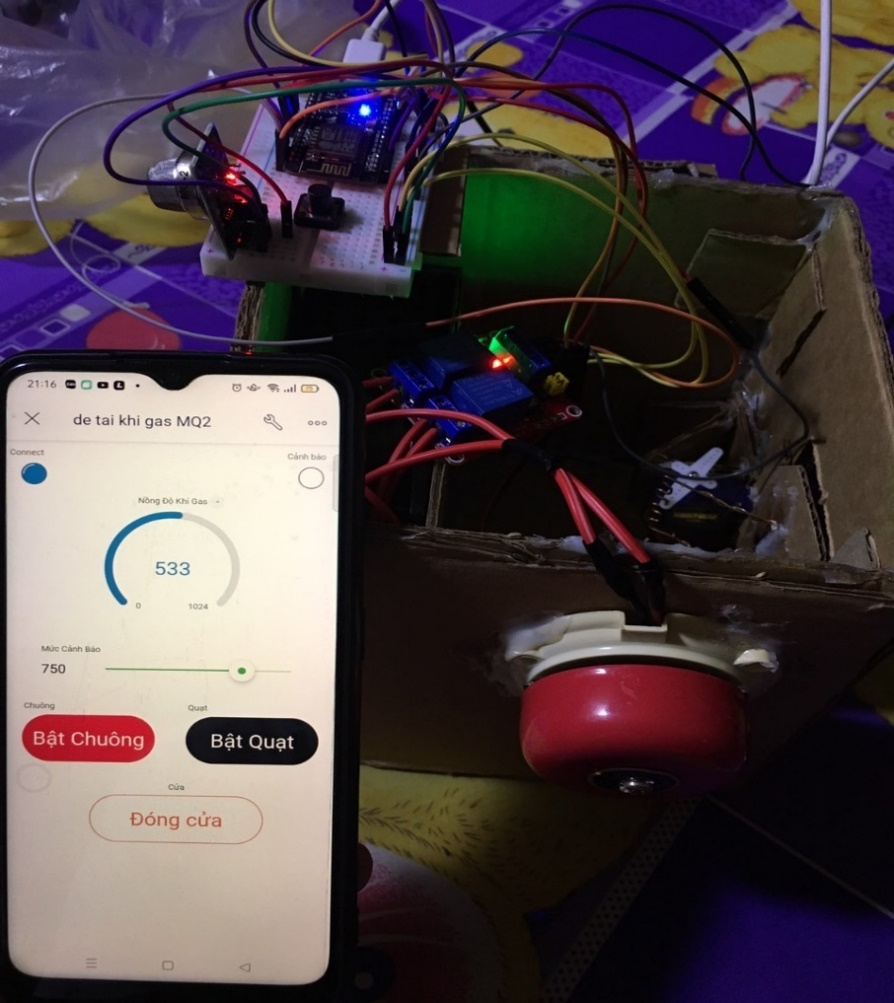 21:16
de tai khi gas MQ2
Connect
Cảnh báo
Nồng Độ Khí Gas -
533
0
1024
Mức Cảnh Báo
750
Chuông
Quạt
Bật Chuông
Bật Quạt
Cửa
Đóng cửa